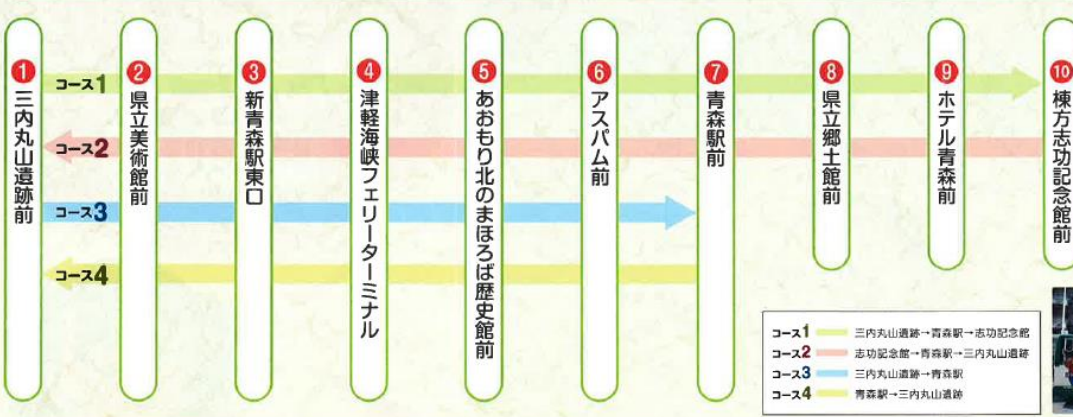 1 三内丸山遺跡前
2 県立美術館前
3 新青森駅東口
4 津軽海峡フェリーターミナル
5 あおもり北のまほろば歴史館前
6 アスパム前
7 青森駅前
8 県立郷土館前
9 ホテル青森前
10 棟方志功記念館前
コース1
コース2
コース3
コース4
コース1 三内丸山遺跡→青森駅→志功記念館
コース2 志功記念館→青森駅→三内丸山遺跡
コース3 三内丸山遺跡→青森駅
コース4 青森駅→三内丸山遺跡